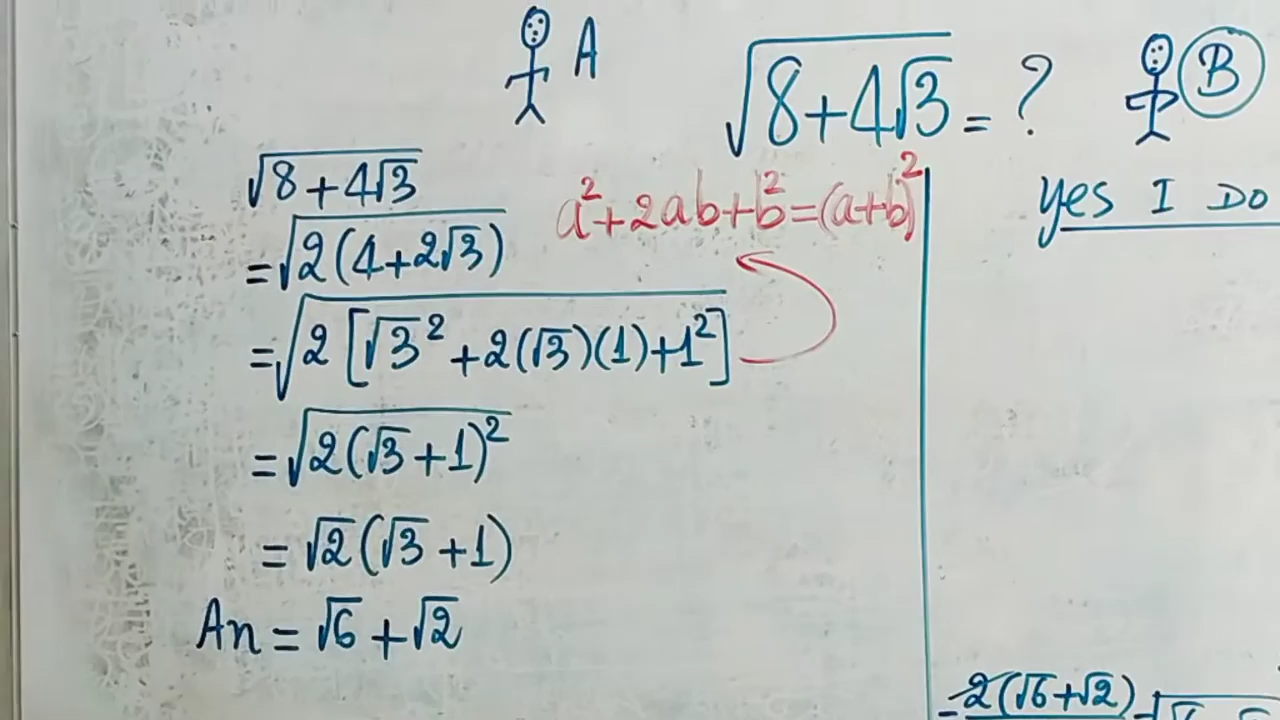 A
√(8+4√3) = ?
B
√(8+4√3)
= √(2(4+2√3))
a²+2ab+b²=(a+b)²
yes I DO
= √(2[√3²+2(√3)(1)+1²])
= √(2(√3+1)²)
= √2(√3+1)
An = √6+√2
2(√6+√2)